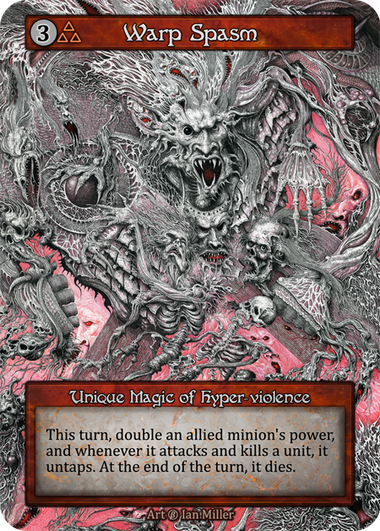 3
Warp Spasm
Unique Magic of Hyper-violence
This turn, double an allied minion's power,
and whenever it attacks and kills a unit, it
untaps. At the end of the turn, it dies.
Art @ Ian Miller